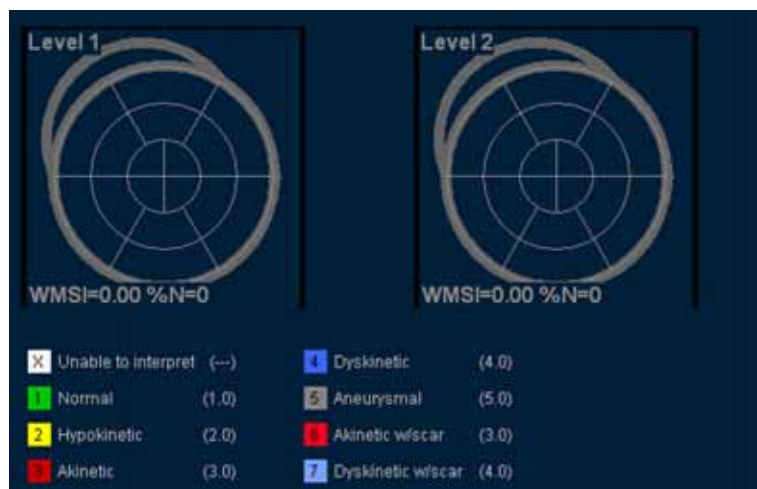 Level 1
Level 2
WMSI=0.00 %N=0
WMSI=0.00 %N=0
X Unable to interpret (---)
1 Normal (1.0)
2 Hypokinetic (2.0)
3 Akinetic (3.0)
4 Dyskinetic (4.0)
5 Aneurysmal (5.0)
6 Akinetic w/scar (3.0)
7 Dyskinetic w/scar (4.0)